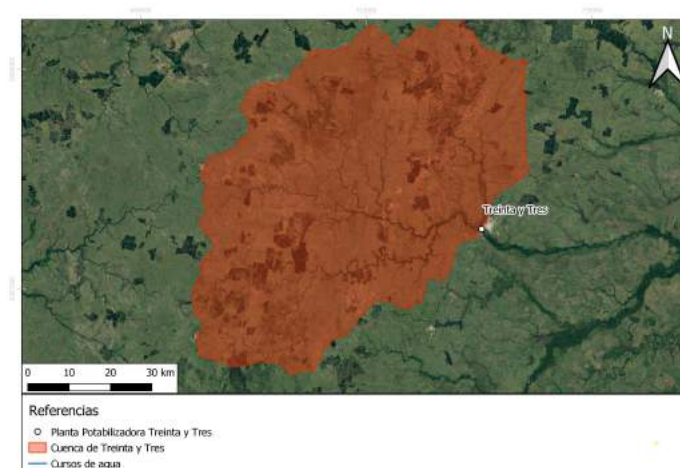 N
Treinta y Tres
0 10 20 30 km
Referencias
Planta Potabilizadora Treinta y Tres
Cuenca de Treinta y Tres
Cursos de agua